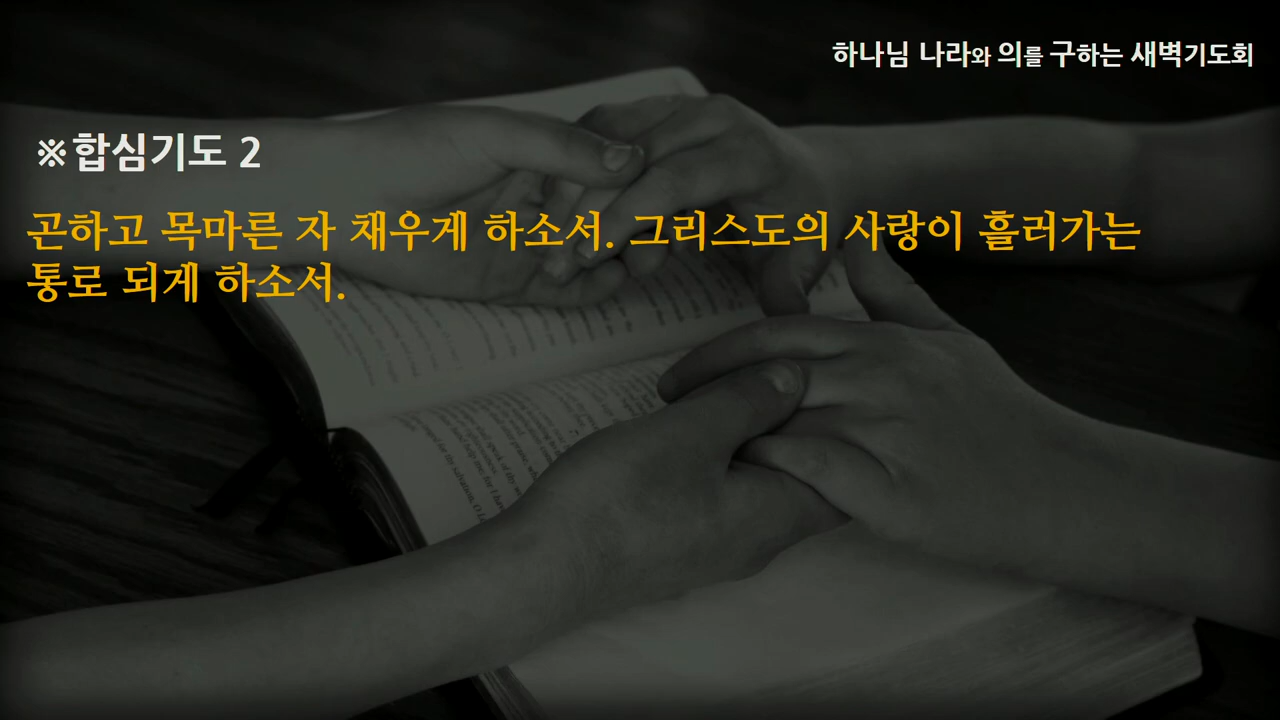 하나님 나라와 의를 구하는 새벽기도회
※합심기도 2
곤하고 목마른 자 채우게 하소서. 그리스도의 사랑이 흘러가는
통로 되게 하소서.